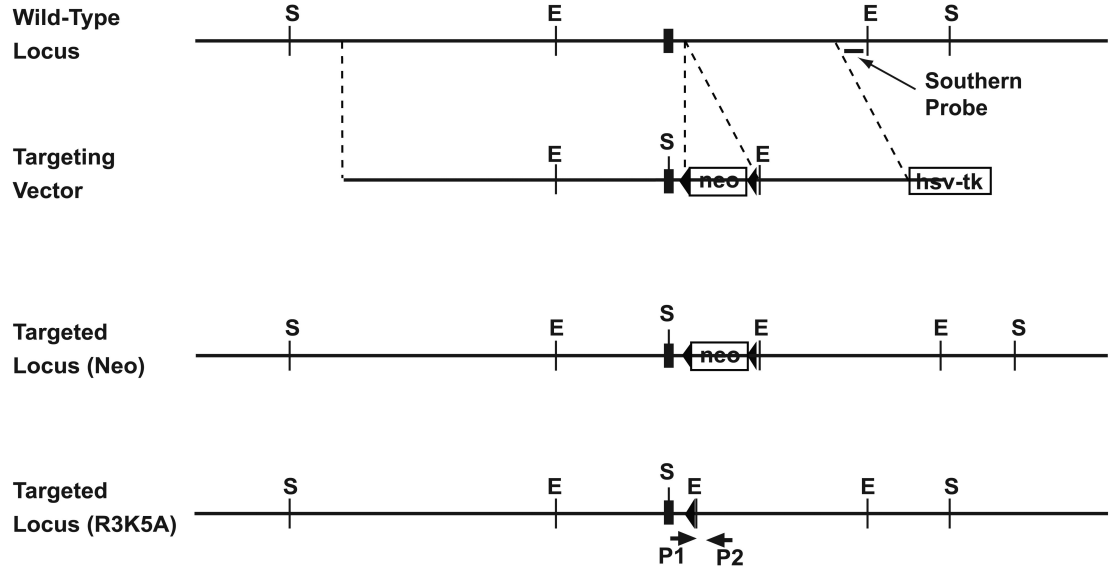 Wild-Type
Locus
S E E S
Southern
Probe
Targeting
Vector
E S neo E hsv-tk
Targeted
Locus (Neo)
S E S neo E E S
Targeted
Locus (R3K5A)
S E S E E S
P1 P2